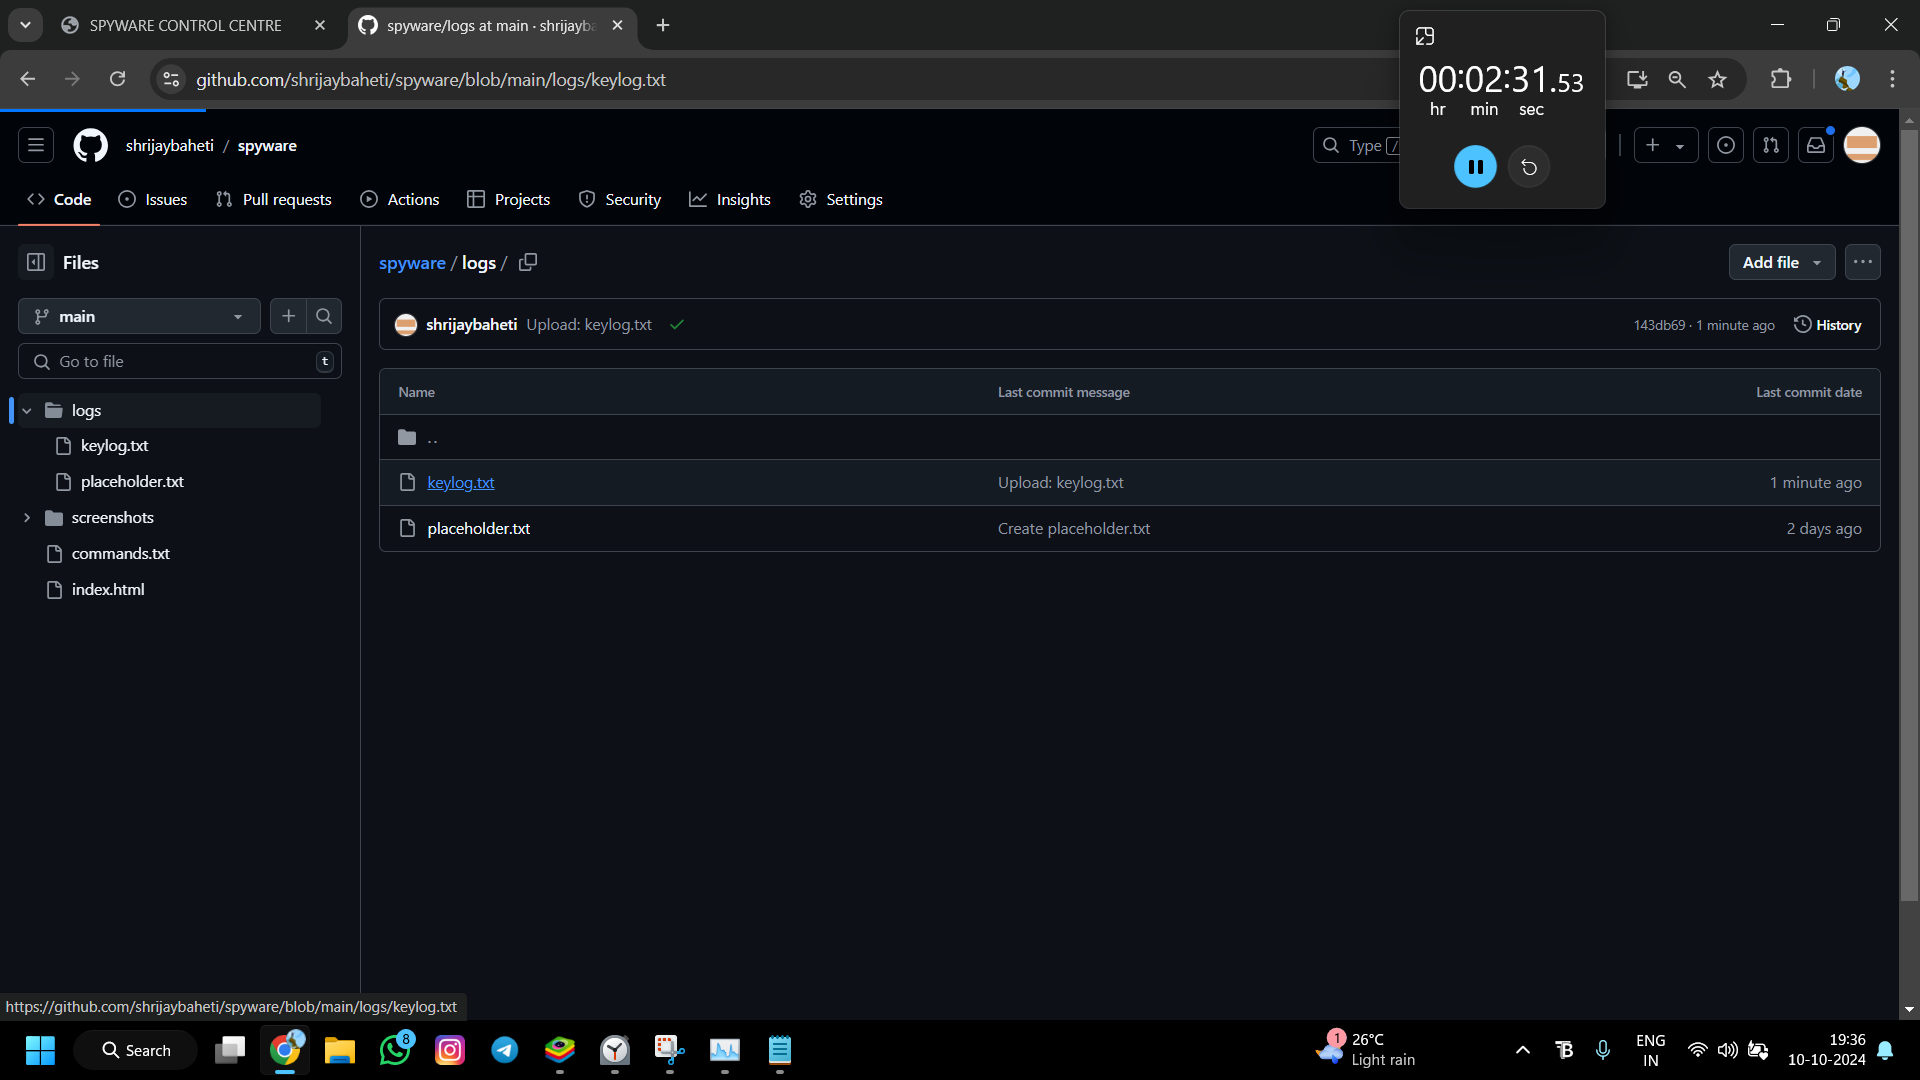 SPYWARE CONTROL CENTRE
spyware/logs at main · shrijayba
github.com/shrijaybaheti/spyware/blob/main/logs/keylog.txt
00:02:31.53
hr min sec
shrijaybaheti / spyware
Type /
Code
Issues
Pull requests
Actions
Projects
Security
Insights
Settings
Files
spyware / logs /
Add file
main
shrijaybaheti Upload: keylog.txt
143db69 · 1 minute ago
History
Go to file
t
Name Last commit message Last commit date
logs
..
keylog.txt
keylog.txt Upload: keylog.txt 1 minute ago
placeholder.txt
placeholder.txt Create placeholder.txt 2 days ago
screenshots
commands.txt
index.html
https://github.com/shrijaybaheti/spyware/blob/main/logs/keylog.txt
Search
8
1
26°C
Light rain
ENG
IN
19:36
10-10-2024